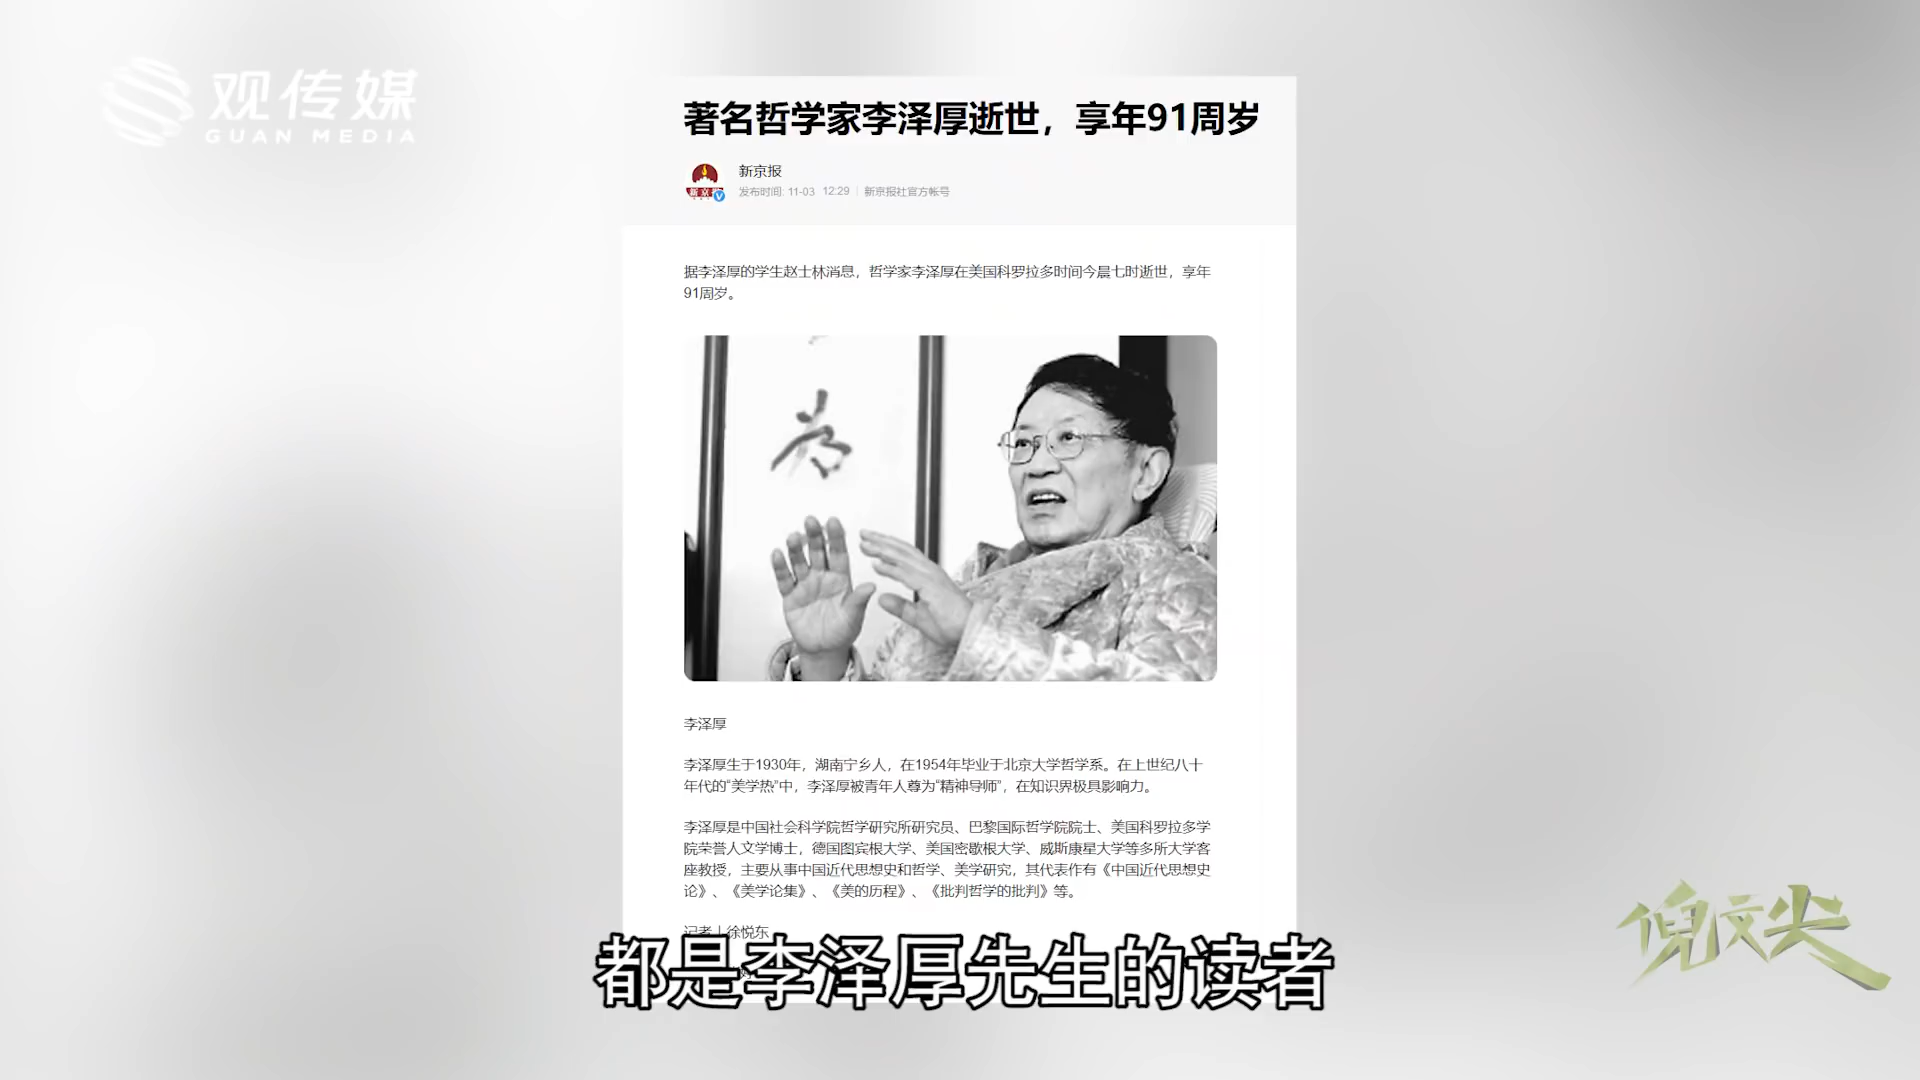 观传媒
GUAN MEDIA
著名哲学家李泽厚逝世，享年91周岁
新京报
发布时间: 11-03 12:29 | 新京报社官方帐号
据李泽厚的学生赵士林消息，哲学家李泽厚在美国科罗拉多时间今晨七时逝世，享年
91周岁。
李泽厚
李泽厚生于1930年，湖南宁乡人，在1954年毕业于北京大学哲学系。在上世纪八十
年代的“美学热”中，李泽厚被青年人尊为“精神导师”，在知识界极具影响力。
李泽厚是中国社会科学院哲学研究所研究员、巴黎国际哲学院院士、美国科罗拉多学
院荣誉人文学博士，德国图宾根大学、美国密歇根大学、威斯康星大学等多所大学客
座教授，主要从事中国近代思想史和哲学、美学研究，其代表作有《中国近代思想史
论》、《美学论集》、《美的历程》、《批判哲学的批判》等。
记者 | 徐悦东
都是李泽厚先生的读者
倪文尖